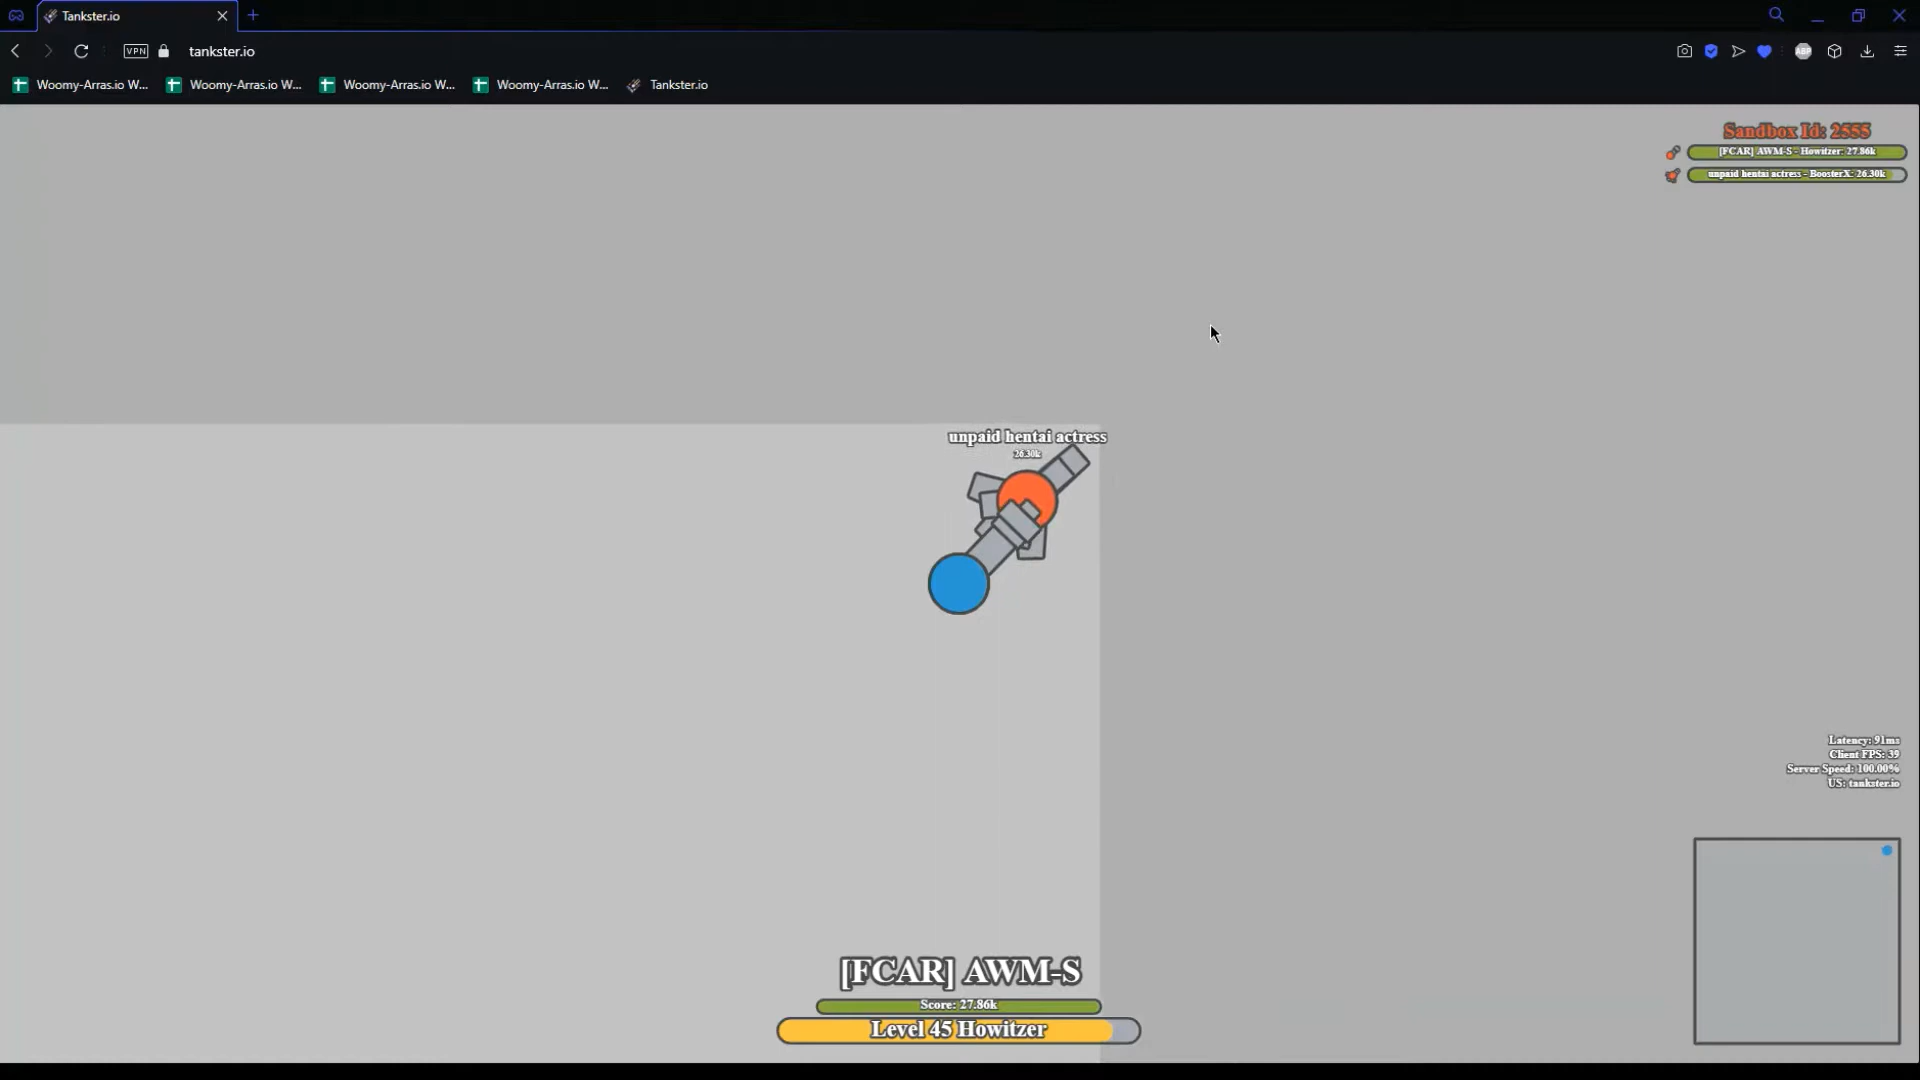 Tankster.io
VPN
tankster.io
Woomy-Arras.io W...
Woomy-Arras.io W...
Woomy-Arras.io W...
Woomy-Arras.io W...
Tankster.io
ABP
Sandbox Id: 2555
[FCAR] AWM-S - Howitzer: 27.86k
unpaid hentai actress - BoosterX: 26.30k
unpaid hentai actress
26.30k
Latency: 91ms
Client FPS: 39
Server Speed: 100.00%
US: tankster.io
[FCAR] AWM-S
Score: 27.86k
Level 45 Howitzer